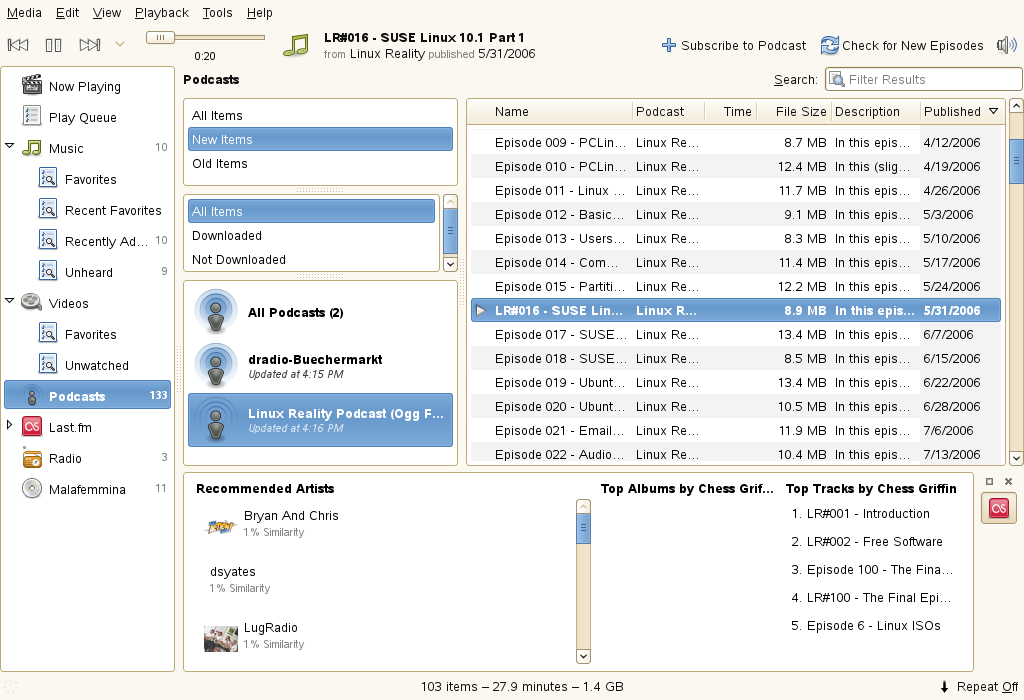 Media Edit View Playback Tools Help
LR#016 - SUSE Linux 10.1 Part 1
from Linux Reality published 5/31/2006
0:20
Subscribe to Podcast
Check for New Episodes
Now Playing
Play Queue
Music 10
Favorites
Recent Favorites
Recently Ad... 10
Unheard 9
Videos
Favorites
Unwatched
Podcasts 133
Last.fm
Radio 3
Malafemmina 11
Podcasts
Search: Filter Results
All Items
New Items
Old Items
All Items
Downloaded
Not Downloaded
All Podcasts (2)
dradio-Buechermarkt
Updated at 4:15 PM
Linux Reality Podcast (Ogg F...
Updated at 4:16 PM
Name Podcast Time File Size Description Published
Episode 009 - PCLin... Linux Re... 8.7 MB In this epis... 4/12/2006
Episode 010 - PCLin... Linux Re... 12.4 MB In this (slig... 4/19/2006
Episode 011 - Linux ... Linux Re... 11.7 MB In this epis... 4/26/2006
Episode 012 - Basic... Linux Re... 9.1 MB In this epis... 5/3/2006
Episode 013 - Users... Linux Re... 8.3 MB In this epis... 5/10/2006
Episode 014 - Com... Linux Re... 11.4 MB In this epis... 5/17/2006
Episode 015 - Partiti... Linux Re... 12.2 MB In this epis... 5/24/2006
LR#016 - SUSE Lin... Linux R... 8.9 MB In this epis... 5/31/2006
Episode 017 - SUSE... Linux Re... 13.4 MB In this epis... 6/7/2006
Episode 018 - SUSE... Linux Re... 8.5 MB In this epis... 6/15/2006
Episode 019 - Ubunt... Linux Re... 13.4 MB In this epis... 6/22/2006
Episode 020 - Ubunt... Linux Re... 10.5 MB In this epis... 6/28/2006
Episode 021 - Email... Linux Re... 11.9 MB In this epis... 7/6/2006
Episode 022 - Audio... Linux Re... 10.4 MB In this epis... 7/13/2006
Recommended Artists
Bryan And Chris
1% Similarity
dsyates
1% Similarity
LugRadio
1% Similarity
Top Albums by Chess Grif...
Top Tracks by Chess Griffin
1. LR#001 - Introduction
2. LR#002 - Free Software
3. Episode 100 - The Fina...
4. LR#100 - The Final Epi...
5. Episode 6 - Linux ISOs
103 items – 27.9 minutes – 1.4 GB
Repeat Off